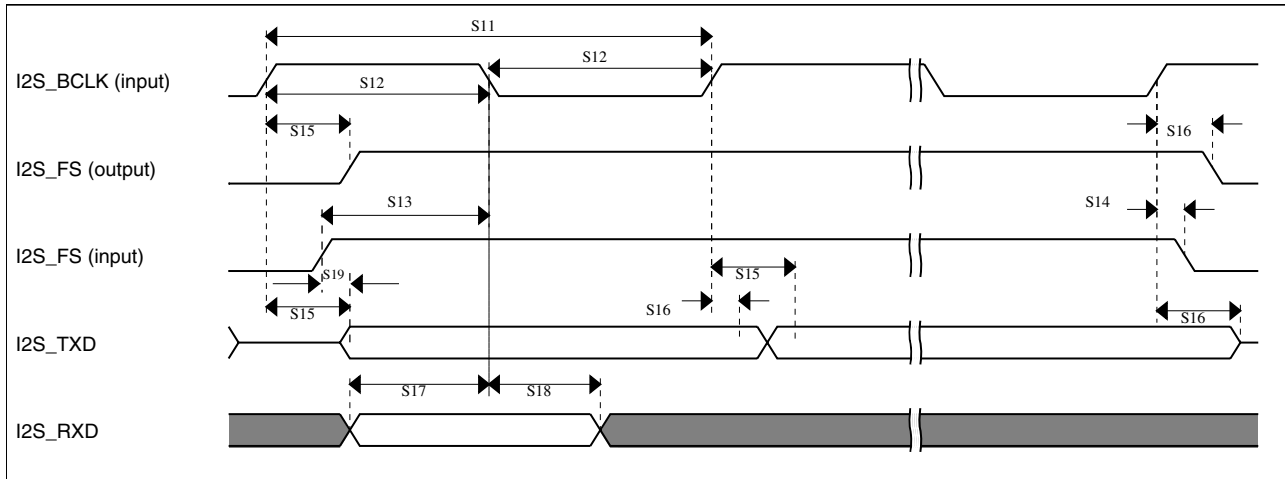 S11
I2S_BCLK (input)
S12
S12
S15
S16
I2S_FS (output)
S13
S14
I2S_FS (input)
S19
S15
S15
S16
S16
I2S_TXD
S17
S18
I2S_RXD